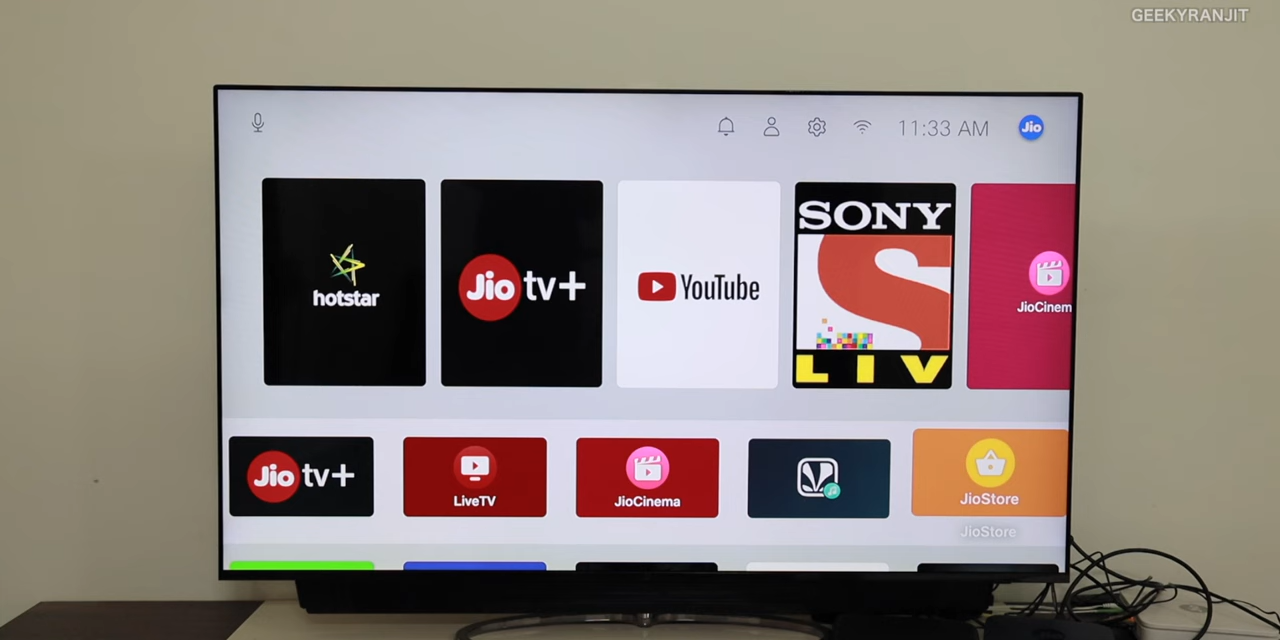 GEEKYRANJIT
11:33 AM
Jio
hotstar
Jio tv+
YouTube
SONY
S
LIV
JioCinem
Jio tv+
LiveTV
JioCinema
JioStore
JioStore